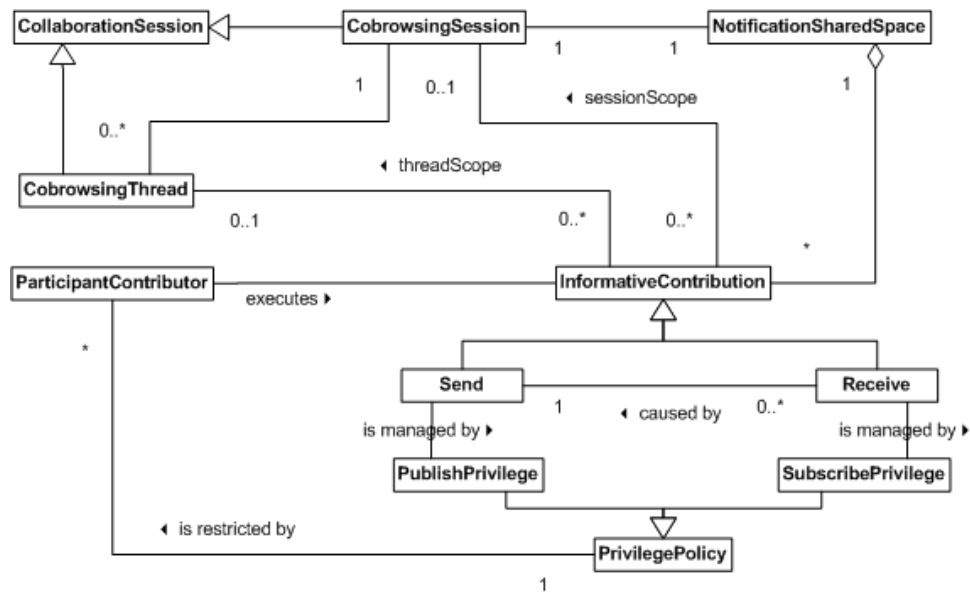 CollaborationSession
CobrowsingSession
NotificationSharedSpace
1
1
1
0..1
1
◂ sessionScope
0..*
◂ threadScope
CobrowsingThread
0..1
0..*
0..*
*
ParticipantContributor
InformativeContribution
executes ▸
*
Send
Receive
1
◂ caused by
0..*
is managed by ▸
is managed by ▸
PublishPrivilege
SubscribePrivilege
◂ is restricted by
PrivilegePolicy
1